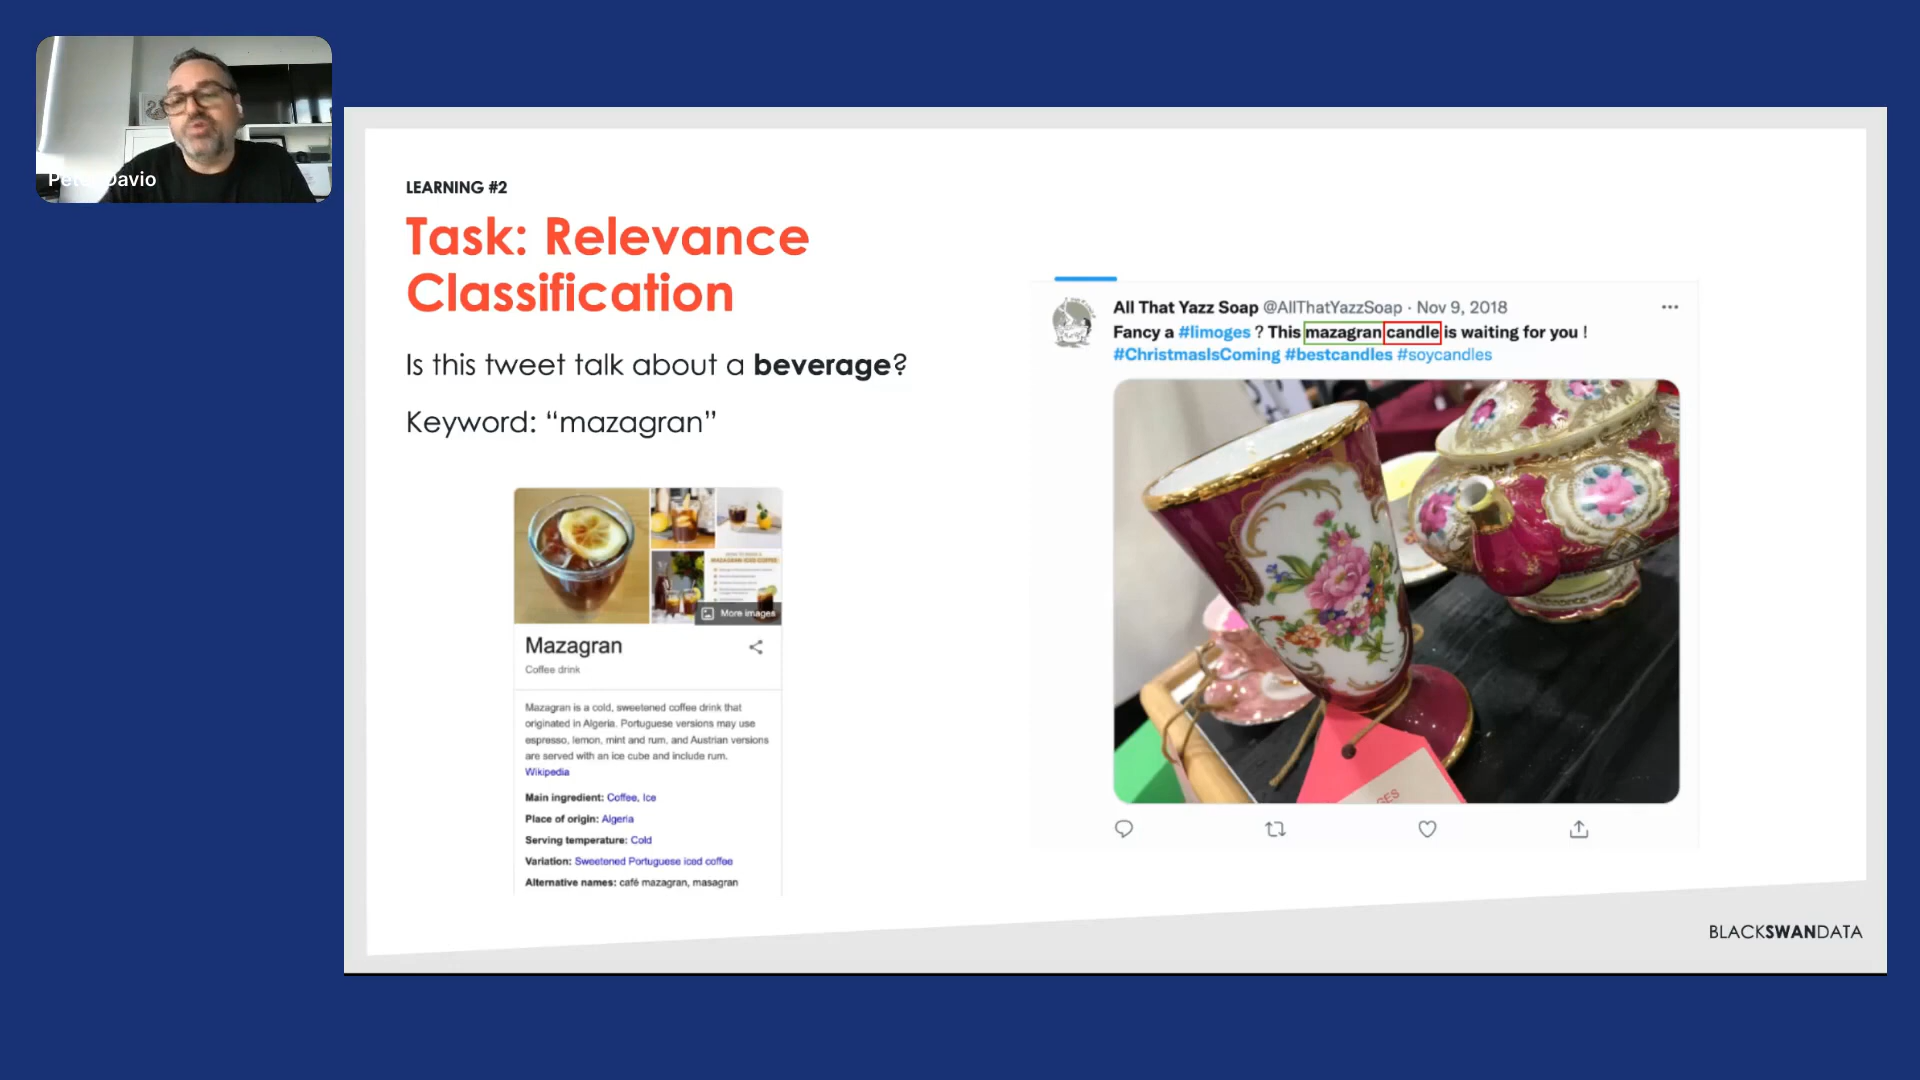 Pet Davio
LEARNING #2
Task: Relevance
Classification
Is this tweet talk about a beverage?
Keyword: “mazagran”
More images
Mazagran
Coffee drink
Mazagran is a cold, sweetened coffee drink that
originated in Algeria. Portuguese versions may use
espresso, lemon, mint and rum, and Austrian versions
are served with an ice cube and include rum.
Wikipedia
Main ingredient: Coffee, Ice
Place of origin: Algeria
Serving temperature: Cold
Variation: Sweetened Portuguese iced coffee
Alternative names: café mazagran, masagran
All That Yazz Soap @AllThatYazzSoap · Nov 9, 2018
Fancy a #limoges ? This mazagran candle is waiting for you !
#ChristmasIsComing #bestcandles #soycandles
GES
BLACKSWANDATA